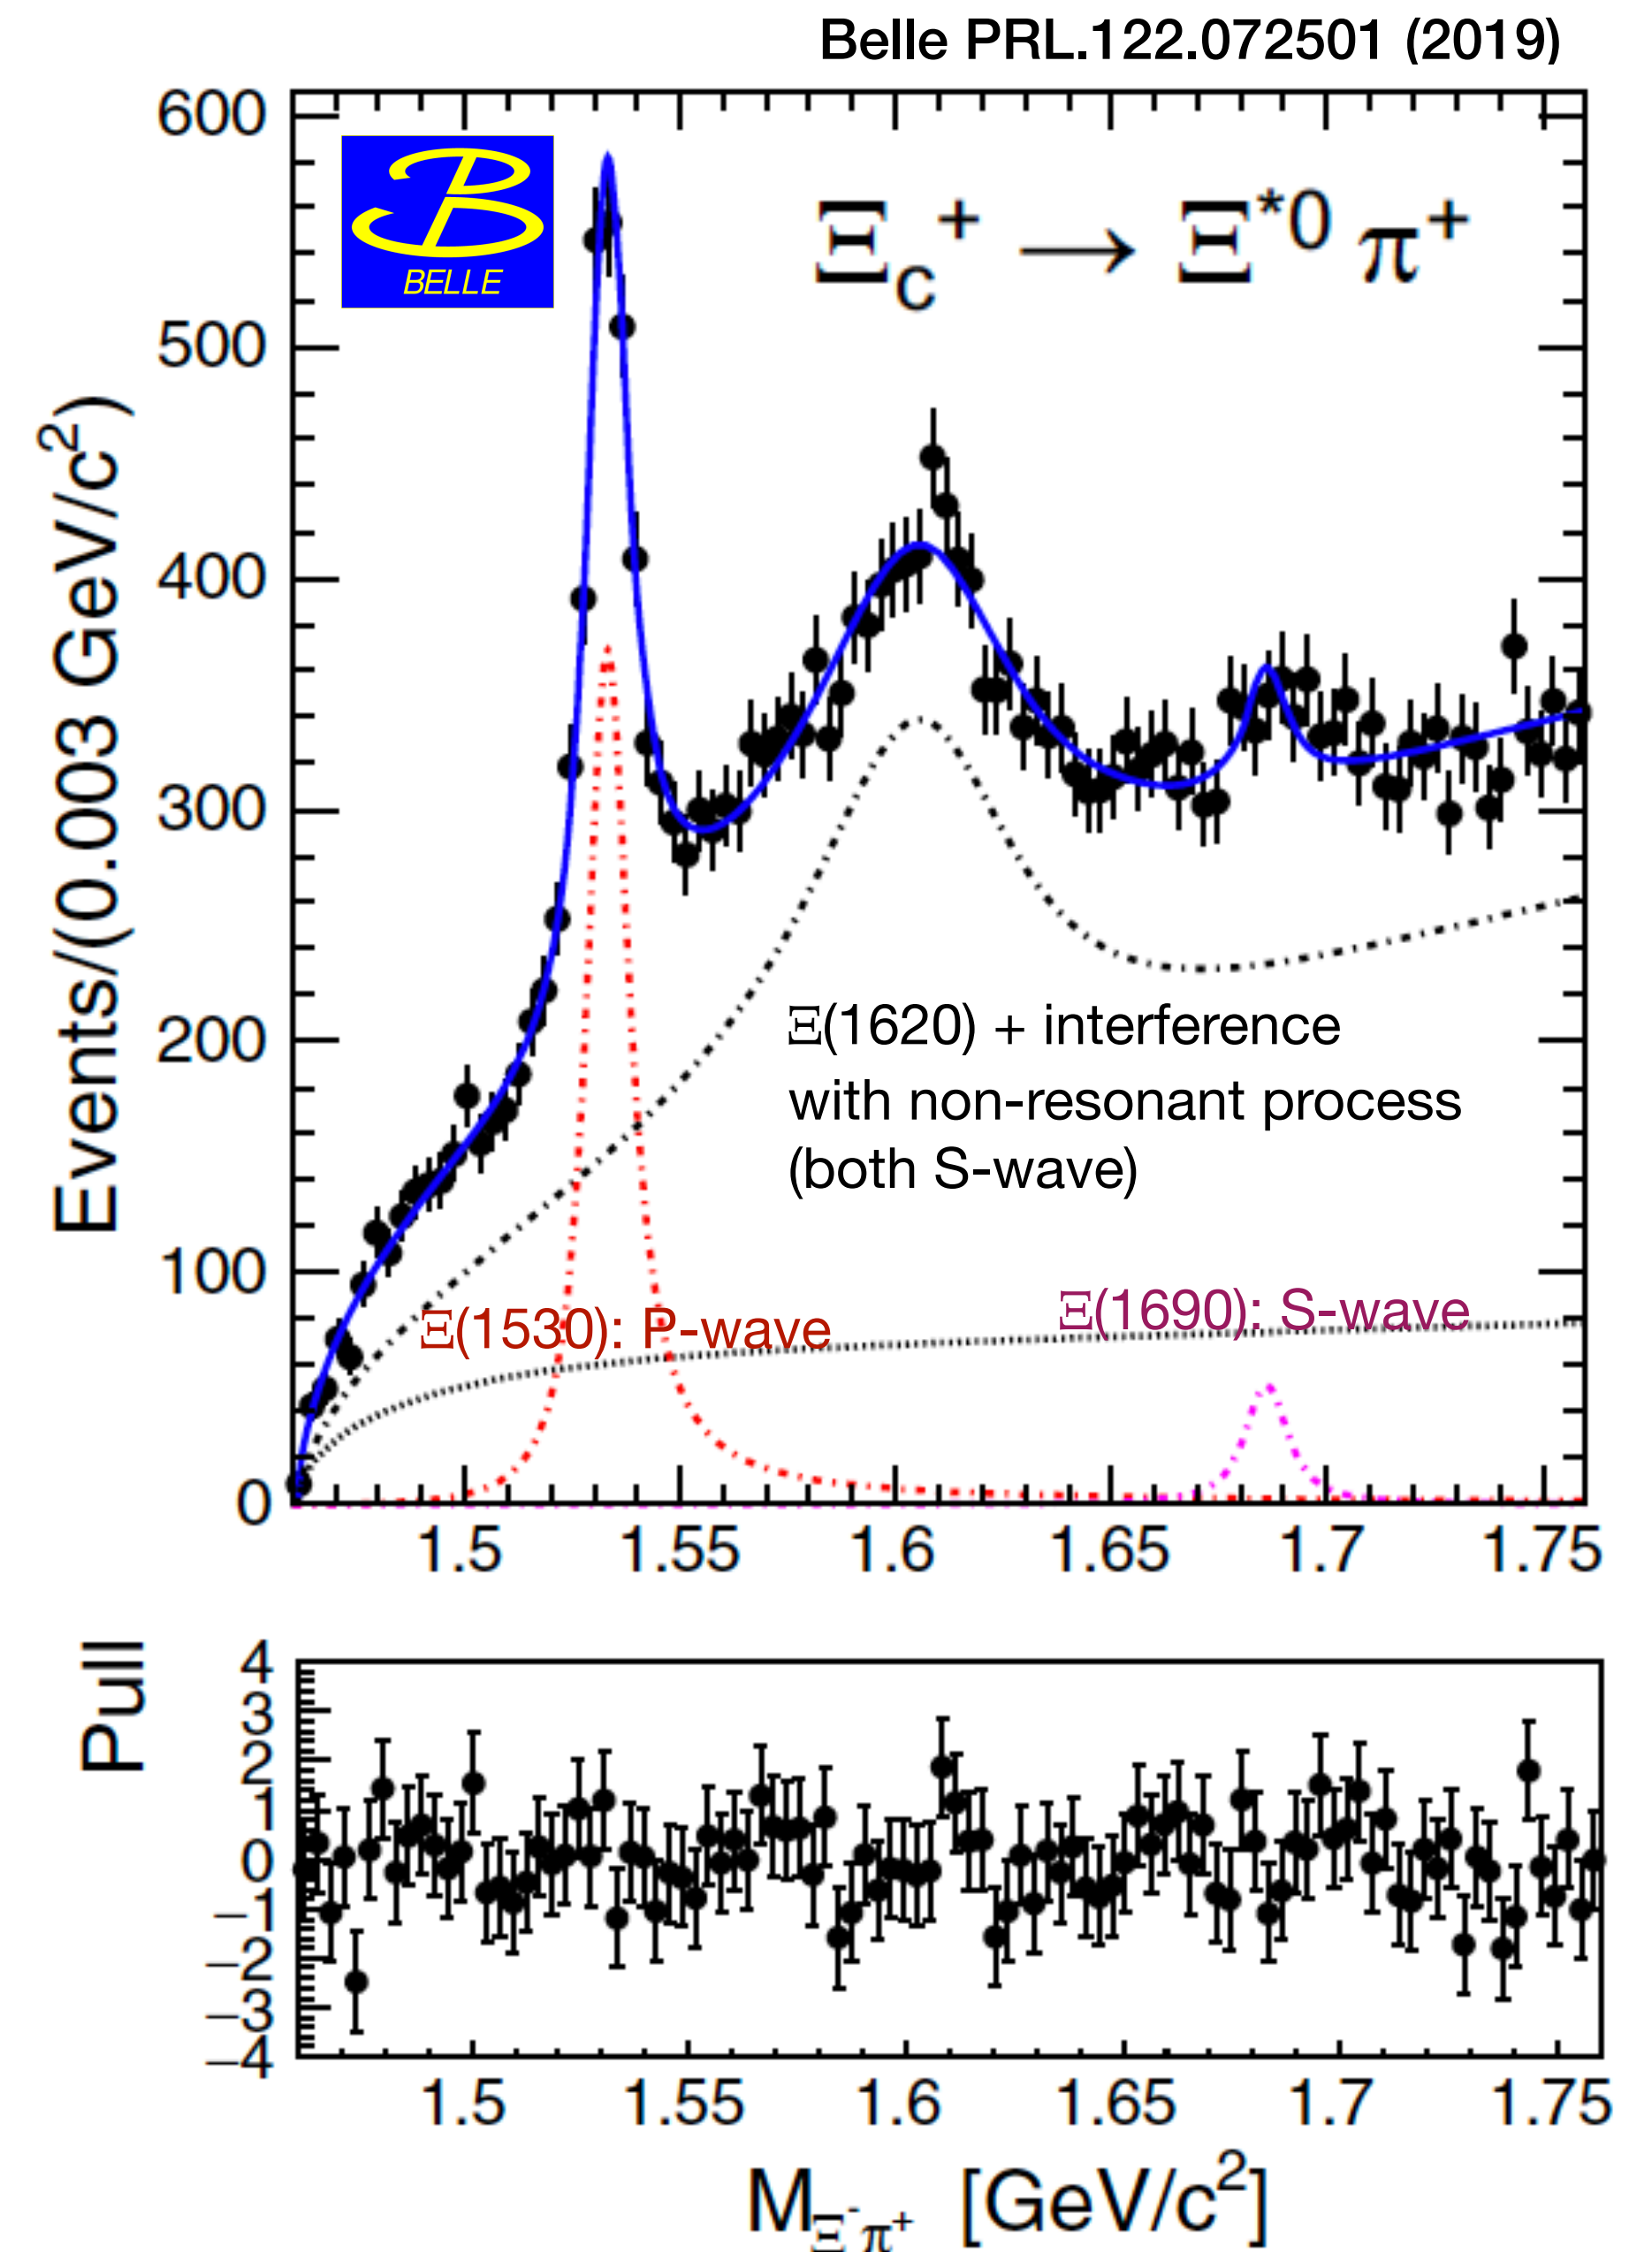 Belle PRL.122.072501 (2019)
600
500
400
300
200
100
0
Events/(0.003 GeV/c²)
B
BELLE
Ξc⁺ → Ξ*⁰ π⁺
Ξ(1620) + interference
with non-resonant process
(both S-wave)
Ξ(1690): S-wave
Ξ(1530): P-wave
1.5 1.55 1.6 1.65 1.7 1.75
Pull
4
3
2
1
0
−1
−2
−3
−4
1.5 1.55 1.6 1.65 1.7 1.75
M_Ξ⁻π⁺ [GeV/c²]